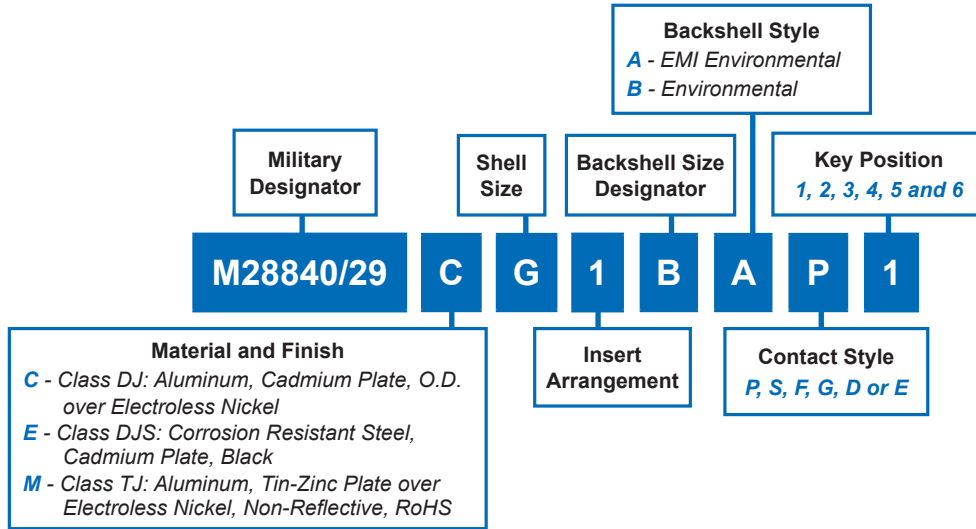 Backshell Style
A - EMI Environmental
B - Environmental
Military
Designator
Shell
Size
Backshell Size
Designator
Key Position
1, 2, 3, 4, 5 and 6
M28840/29 C G 1 B A P 1
Material and Finish
C - Class DJ: Aluminum, Cadmium Plate, O.D.
over Electroless Nickel
E - Class DJS: Corrosion Resistant Steel,
Cadmium Plate, Black
M - Class TJ: Aluminum, Tin-Zinc Plate over
Electroless Nickel, Non-Reflective, RoHS
Insert
Arrangement
Contact Style
P, S, F, G, D or E